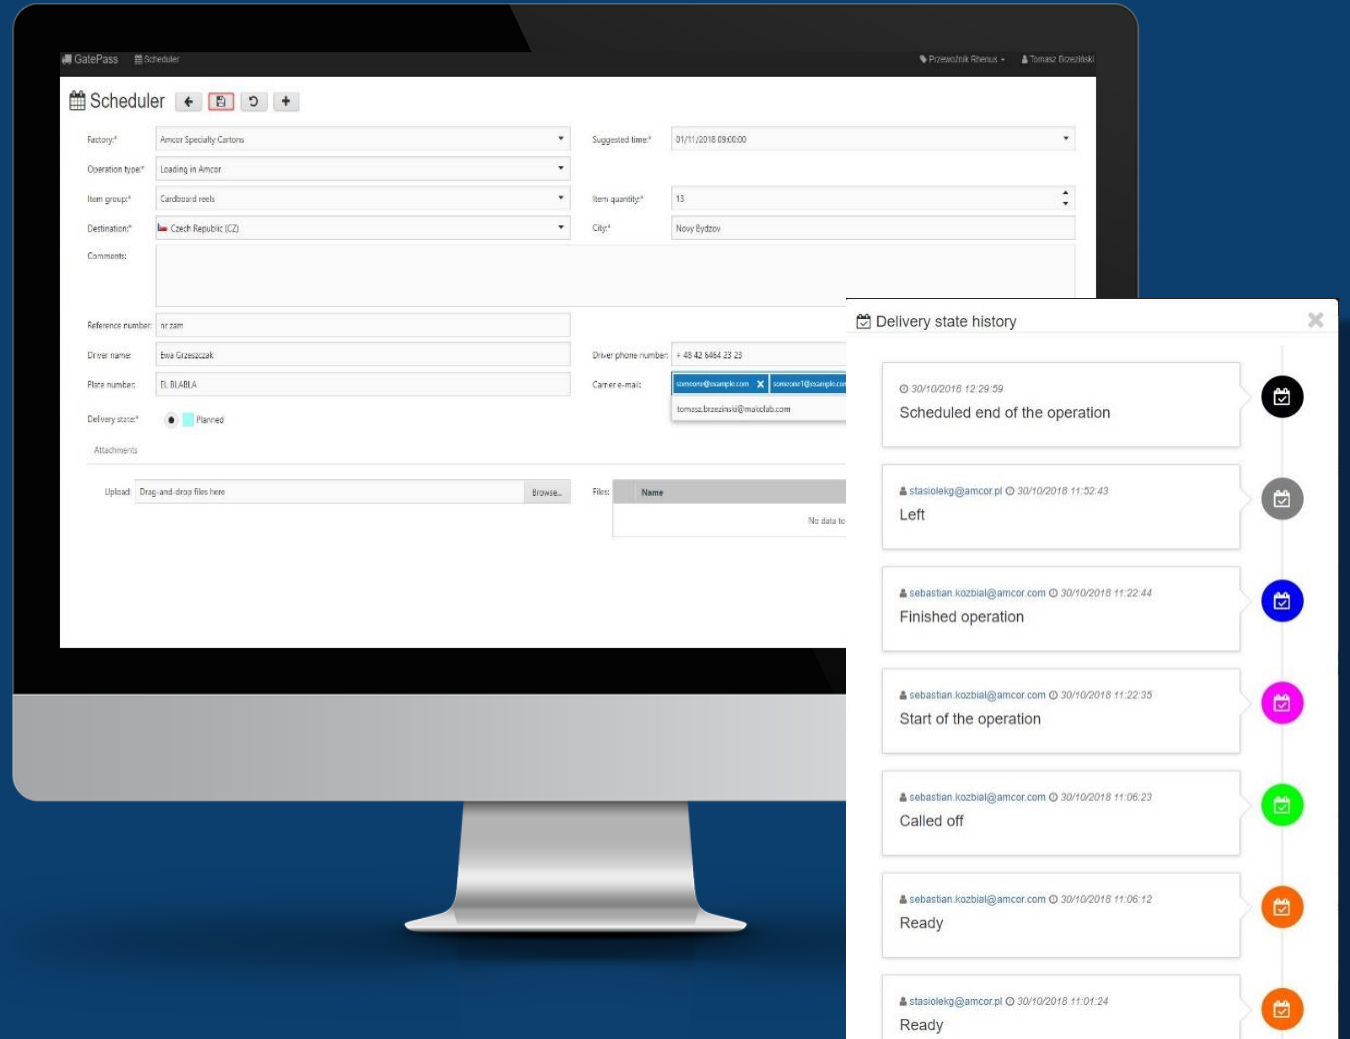 GatePass Scheduler Przewoźnik Rhenus Tomasz Brzeziński
Scheduler
Factory:* Amcor Specialty Cartons Suggested time:* 01/11/2018 09:00:00
Operation type:* Loading in Amcor
Item group:* Cardboard reels Item quantity:* 13
Destination:* Czech Republic (CZ) City:* Novy Bydzov
Comments:
Reference number: nr zam
Driver name: Ewa Grzeszczak Driver phone number: + 48 42 6464 23 23
Plate number: EL BLABLA Carrier e-mail: someone@example.com X someone1@example.com
tomasz.brzezinski@makolab.com
Delivery state:* Planned
Attachments
Upload: Drag-and-drop files here Browse... Files: Name
No data to
Delivery state history
30/10/2018 12:29:59
Scheduled end of the operation
stasiolekg@amcor.pl 30/10/2018 11:52:43
Left
sebastian.kozbial@amcor.com 30/10/2018 11:22:44
Finished operation
sebastian.kozbial@amcor.com 30/10/2018 11:22:35
Start of the operation
sebastian.kozbial@amcor.com 30/10/2018 11:06:23
Called off
sebastian.kozbial@amcor.com 30/10/2018 11:06:12
Ready
stasiolekg@amcor.pl 30/10/2018 11:01:24
Ready